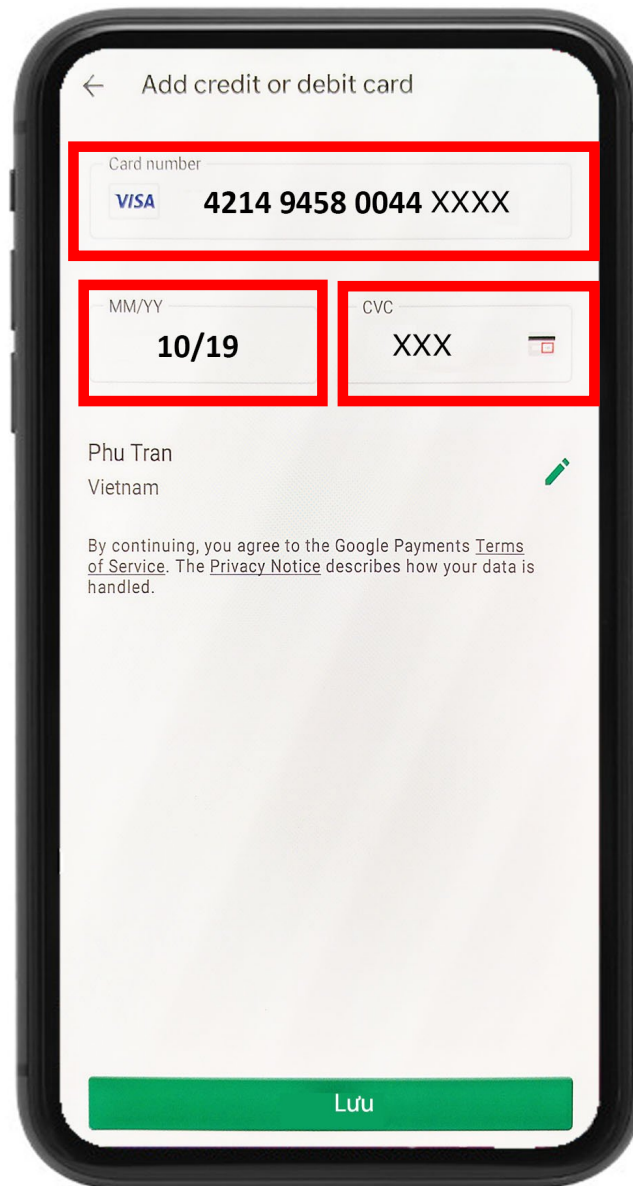 Add credit or debit card
Card number
VISA 4214 9458 0044 XXXX
MM/YY
10/19
CVC
XXX
Phu Tran
Vietnam
By continuing, you agree to the Google Payments Terms
of Service. The Privacy Notice describes how your data is
handled.
Lưu